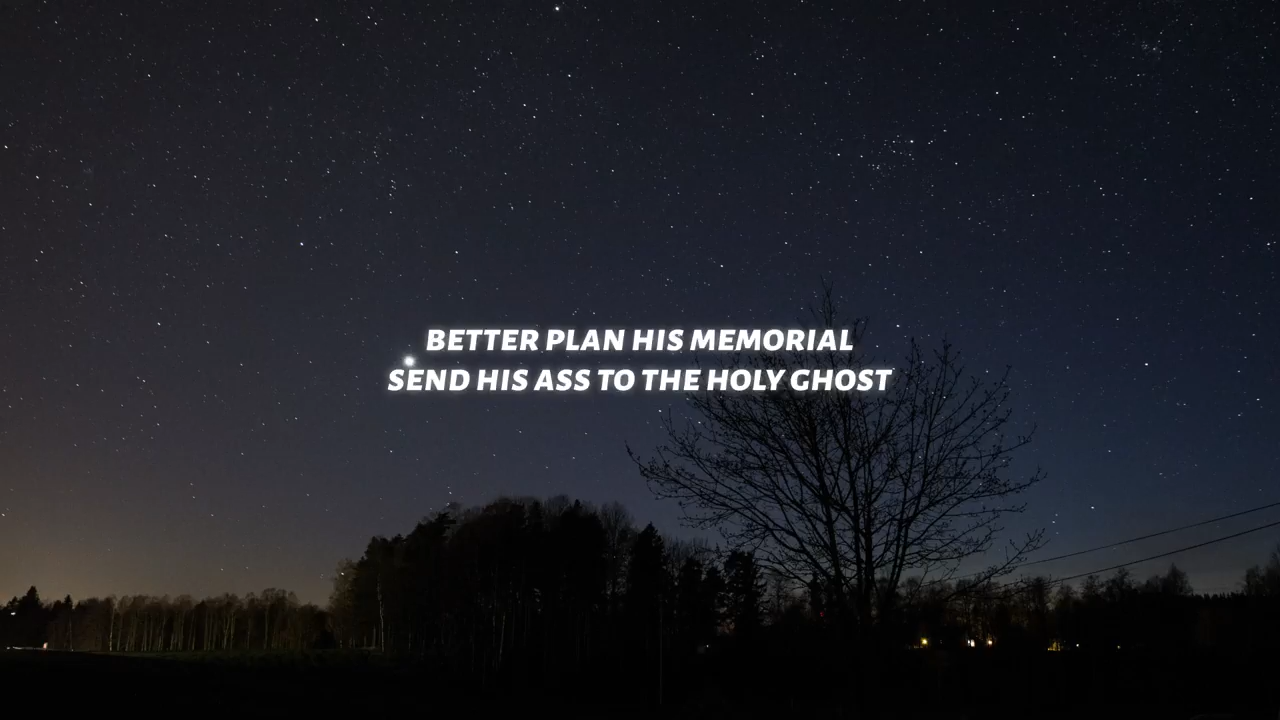 BETTER PLAN HIS MEMORIAL
SEND HIS ASS TO THE HOLY GHOST